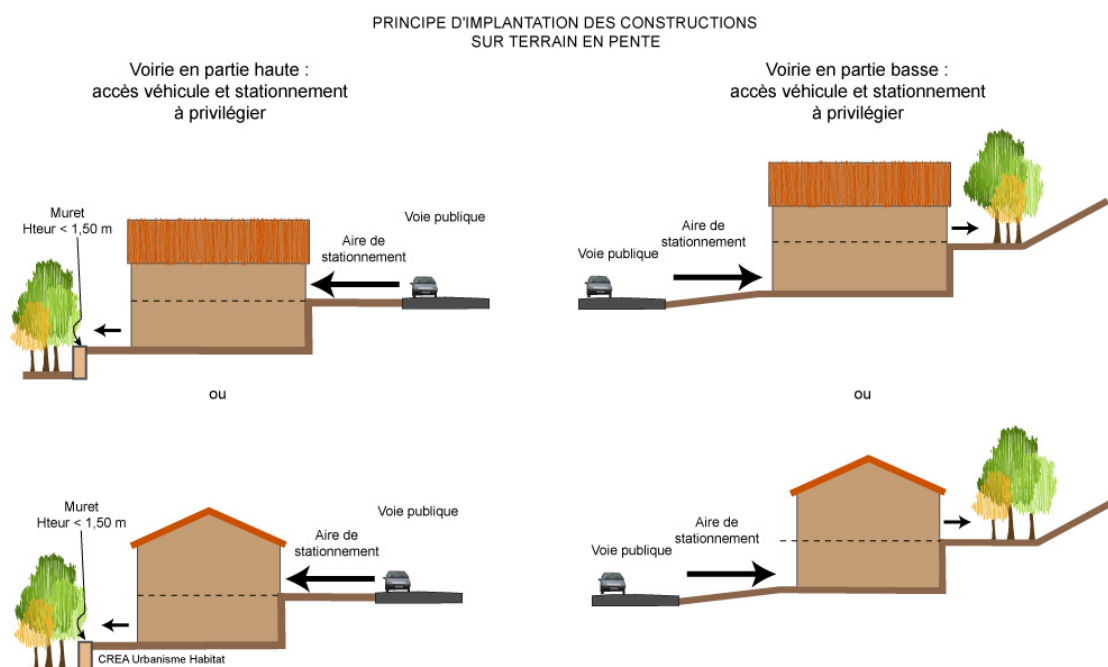 PRINCIPE D'IMPLANTATION DES CONSTRUCTIONS
SUR TERRAIN EN PENTE
Voirie en partie haute :
accès véhicule et stationnement
à privilégier
Muret
Hteur < 1,50 m
Aire de
stationnement
Voie publique
ou
Muret
Hteur < 1,50 m
Aire de
stationnement
Voie publique
CREA Urbanisme Habitat
Voirie en partie basse :
accès véhicule et stationnement
à privilégier
Voie publique
Aire de
stationnement
ou
Voie publique
Aire de
stationnement